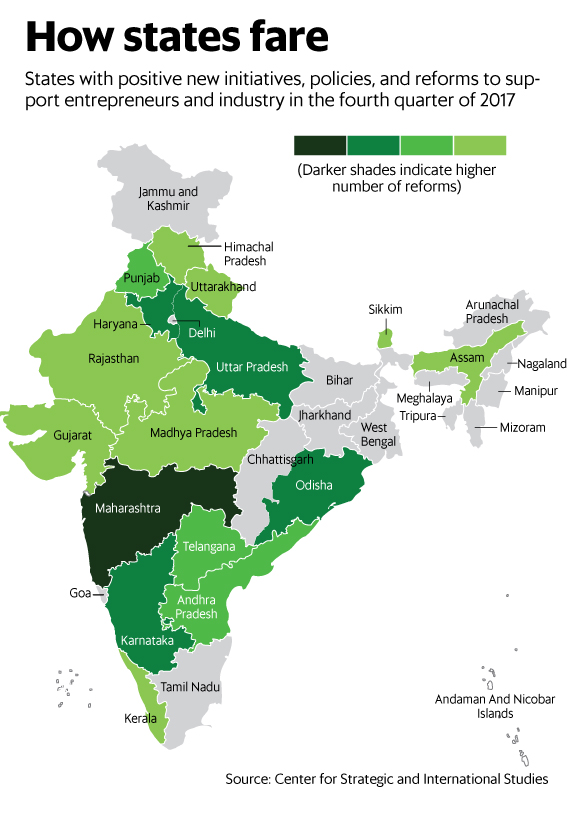 How states fare
States with positive new initiatives, policies, and reforms to sup-
port entrepreneurs and industry in the fourth quarter of 2017
(Darker shades indicate higher
number of reforms)
Jammu and
Kashmir
Himachal
Pradesh
Punjab
Uttarakhand
Haryana
Delhi
Rajasthan
Uttar Pradesh
Sikkim
Arunachal
Pradesh
Assam
Nagaland
Bihar
Meghalaya
Manipur
Tripura
Mizoram
Jharkhand
West
Bengal
Gujarat
Madhya Pradesh
Chhattisgarh
Odisha
Maharashtra
Telangana
Goa
Andhra
Pradesh
Karnataka
Tamil Nadu
Kerala
Andaman And Nicobar
Islands
Source: Center for Strategic and International Studies